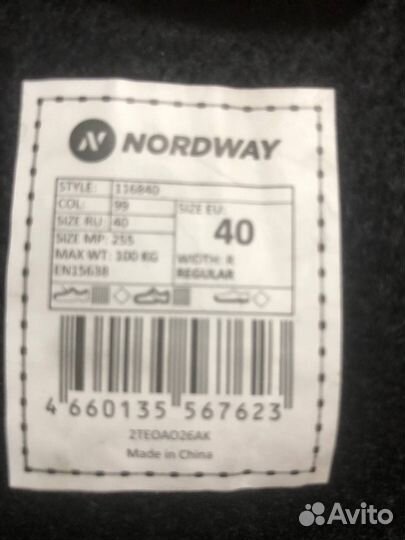 NORDWAY
STYLE: 116840
COL: 99
SIZE RU: 40
SIZE MP: 255
MAX WT: 100 KG
EN15638
SIZE EU:
40
WIDTH: R
REGULAR
4 660135 567623
2TEOAO26AK
Made in China
Avito